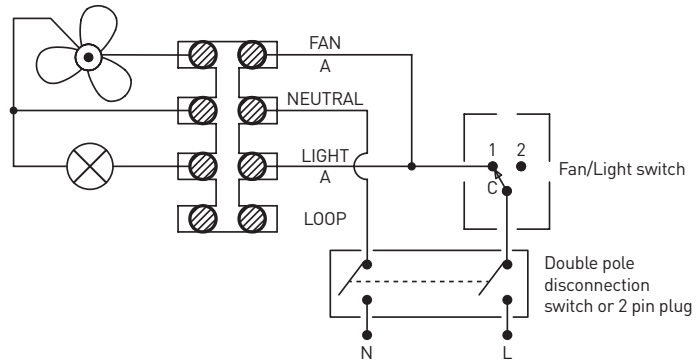 FAN
A
NEUTRAL
LIGHT
A
LOOP
1 2
C
Fan/Light switch
Double pole
disconnection
switch or 2 pin plug
N L